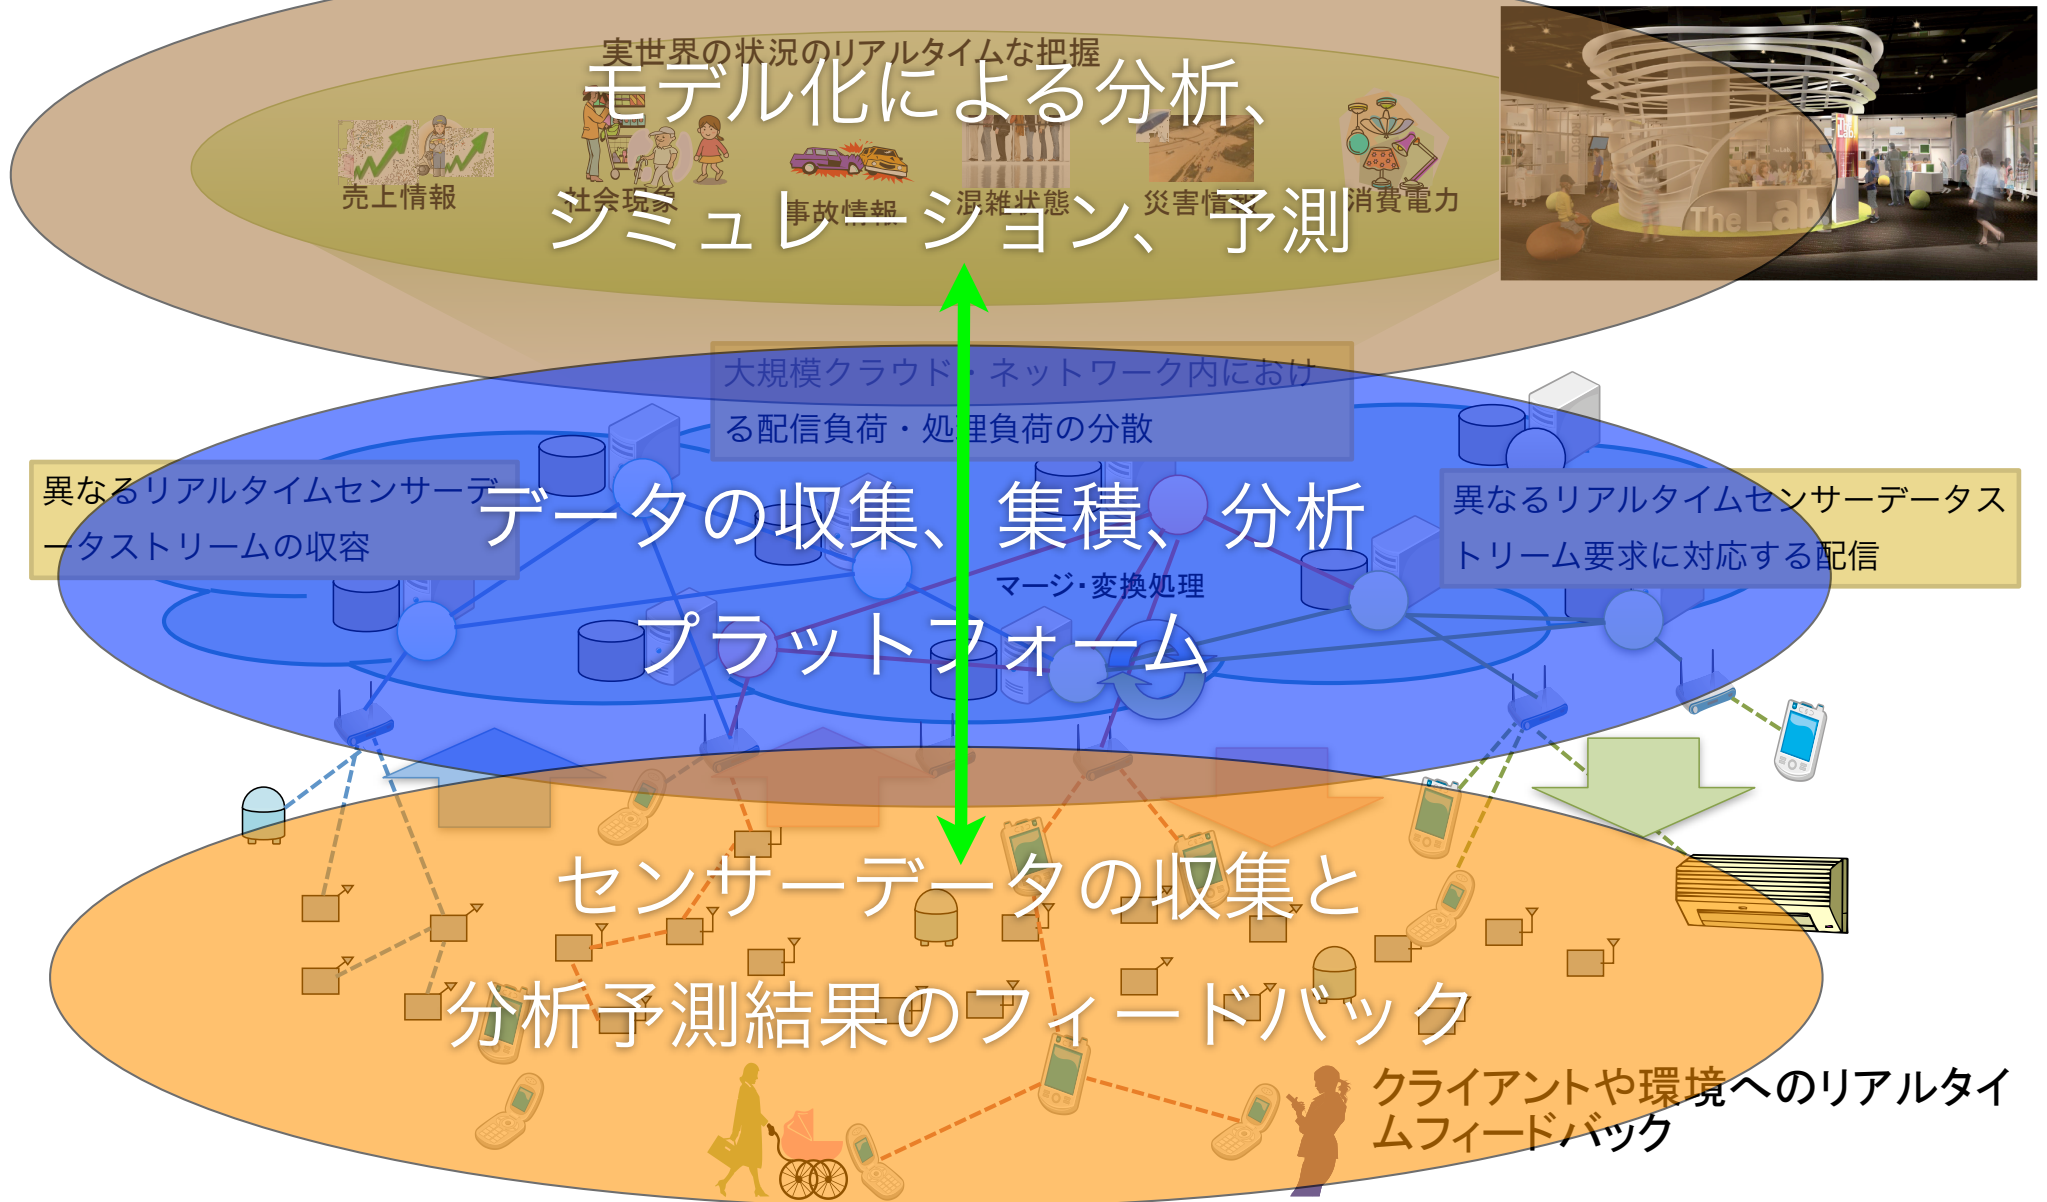 実世界の状況のリアルタイムな把握
モデル化による分析、
シミュレーション、予測
売上情報
社会現象
事故情報
混雑状態
災害情報
消費電力
The Lab
大規模クラウド・ネットワーク内におけ
る配信負荷・処理負荷の分散
異なるリアルタイムセンサーデ
ータストリームの収容
異なるリアルタイムセンサーデータス
トリーム要求に対応する配信
データの収集、集積、分析
プラットフォーム
マージ・変換処理
センサーデータの収集と
分析予測結果のフィードバック
クライアントや環境へのリアルタイ
ムフィードバック